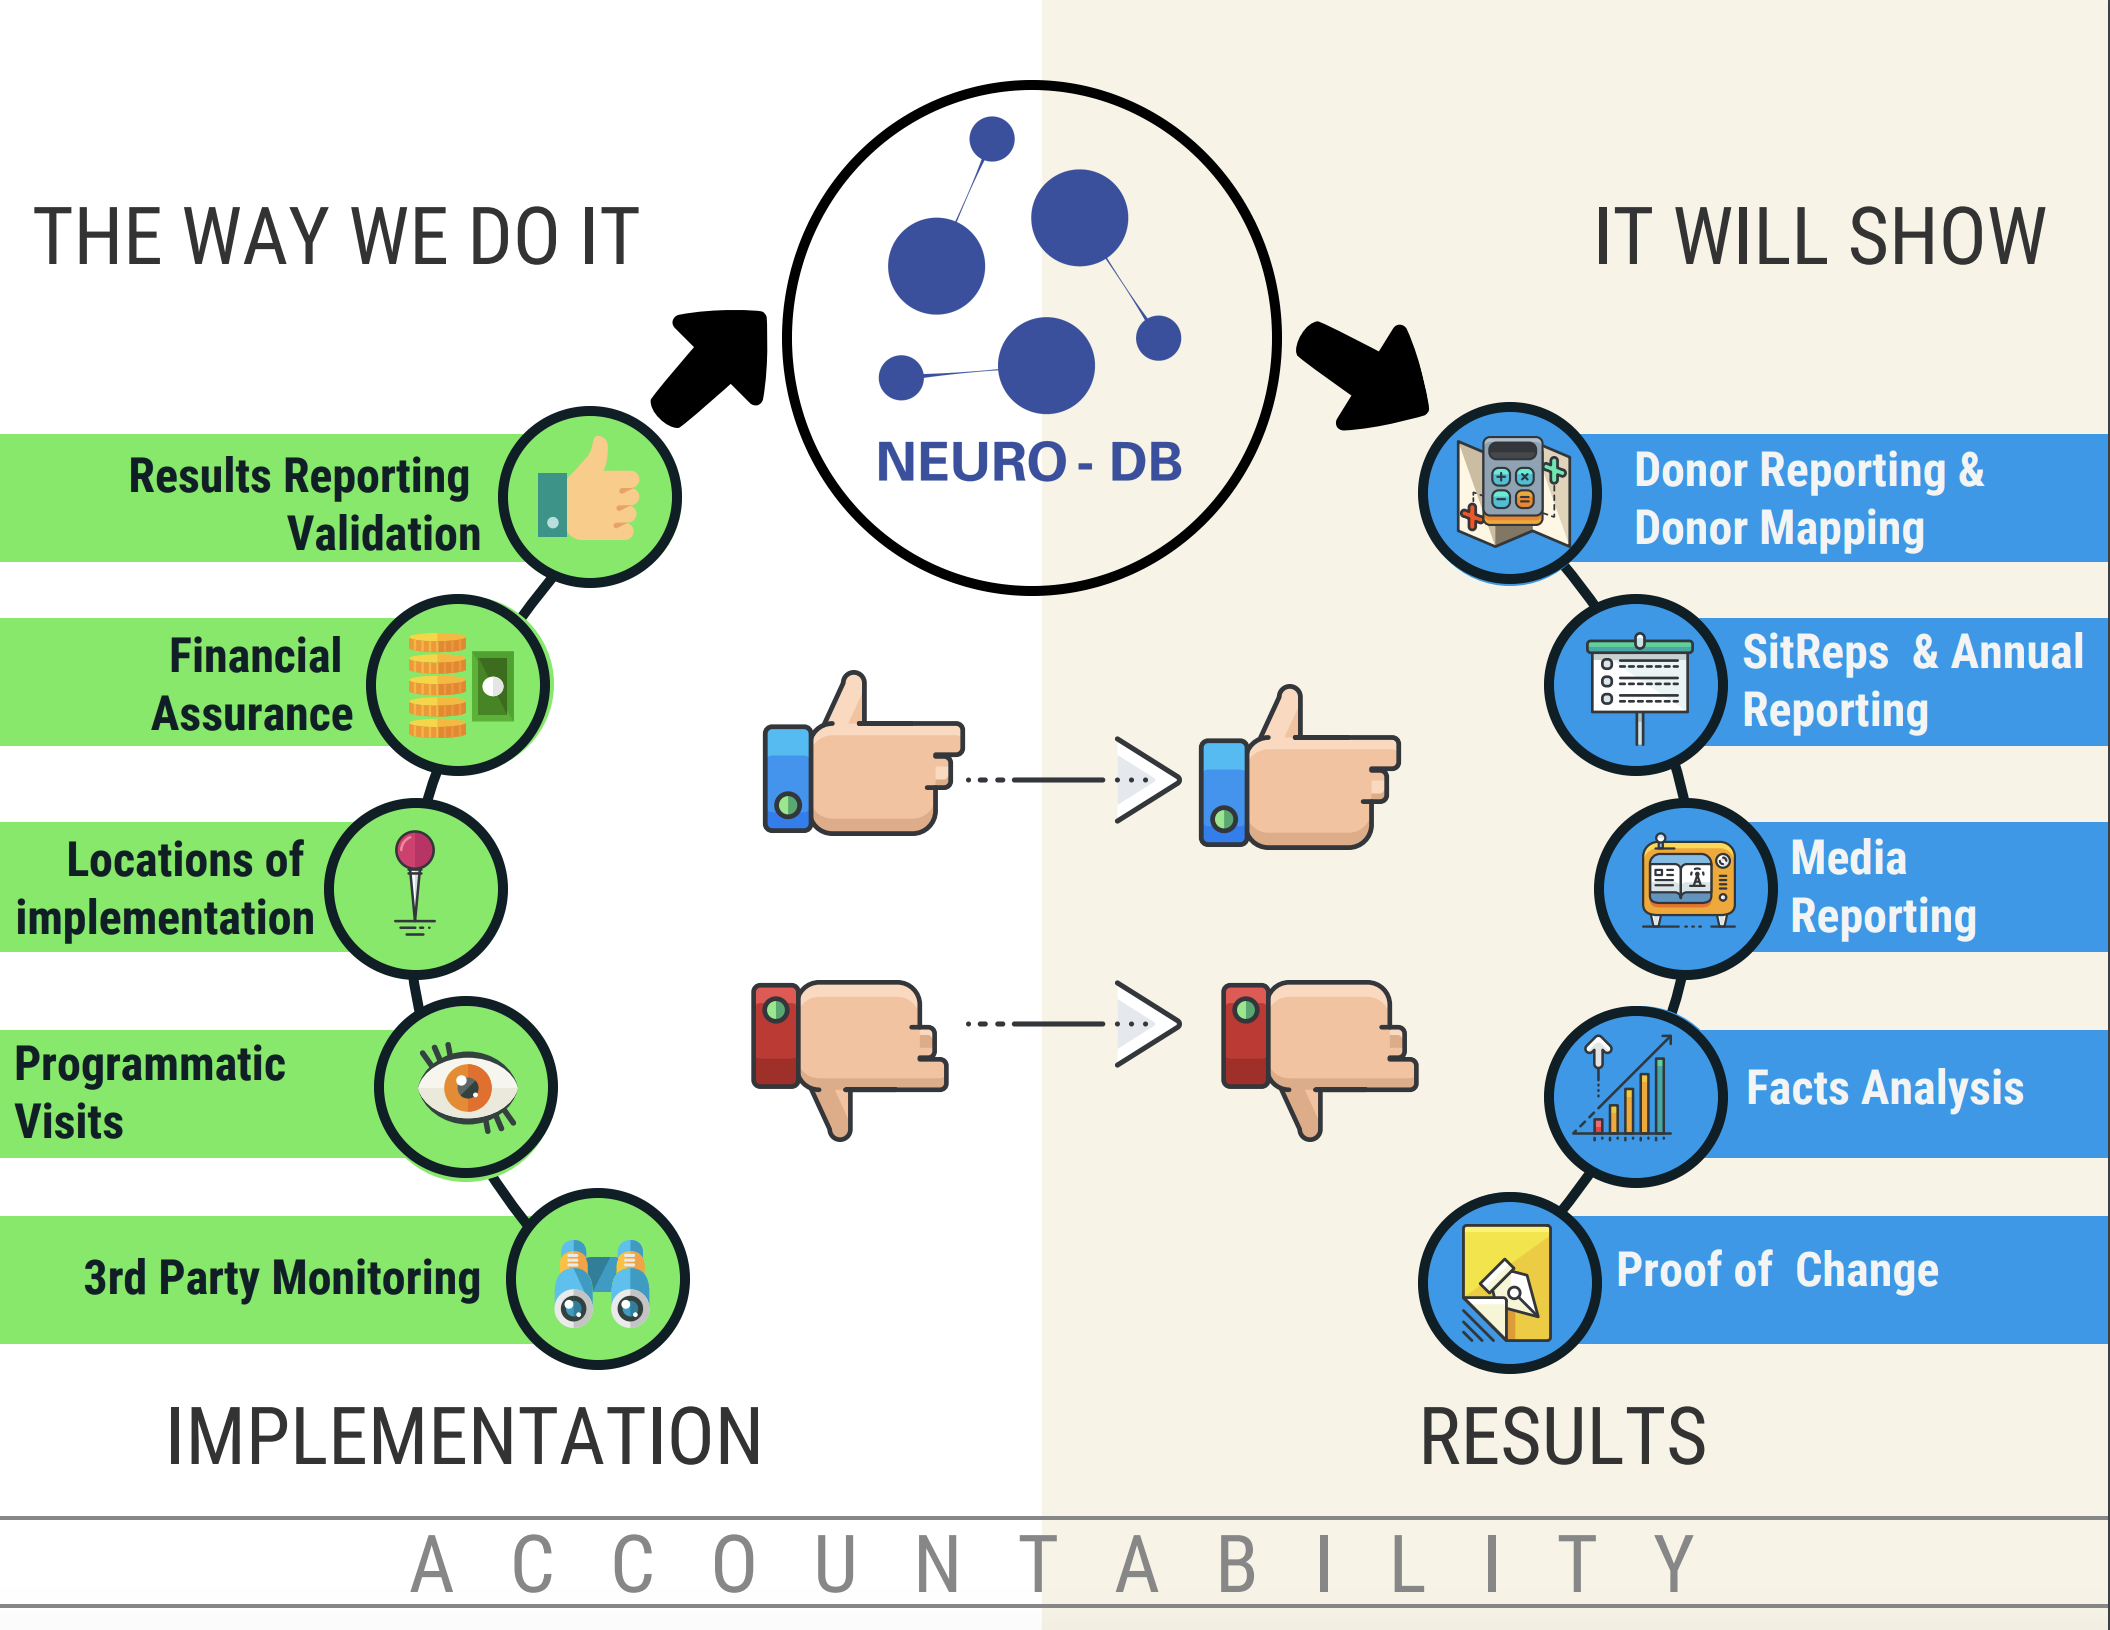 THE WAY WE DO IT
IT WILL SHOW
NEURO - DB
Results Reporting
Validation
Financial
Assurance
Locations of
implementation
Programmatic
Visits
3rd Party Monitoring
IMPLEMENTATION
Donor Reporting &
Donor Mapping
SitReps & Annual
Reporting
Media
Reporting
Facts Analysis
Proof of Change
RESULTS
ACCOUNTABILITY